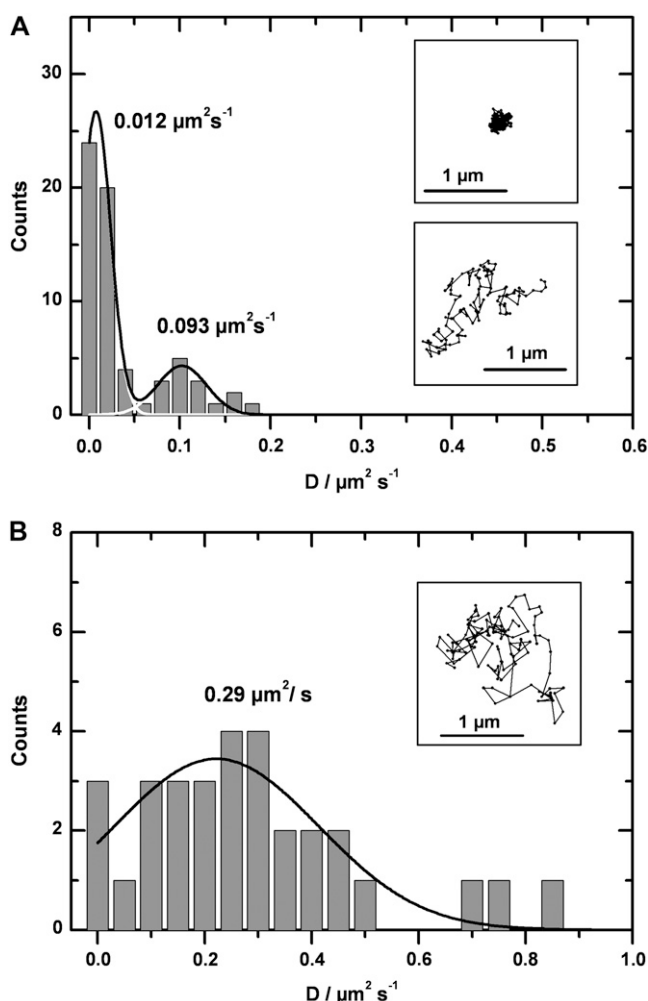 A
30
20
10
0
Counts
0.012 µm²s⁻¹
0.093 µm²s⁻¹
1 µm
1 µm
0.0 0.1 0.2 0.3 0.4 0.5 0.6
D / µm² s⁻¹
B
8
6
4
2
0
Counts
0.29 µm²/ s
1 µm
0.0 0.2 0.4 0.6 0.8 1.0
D / µm² s⁻¹